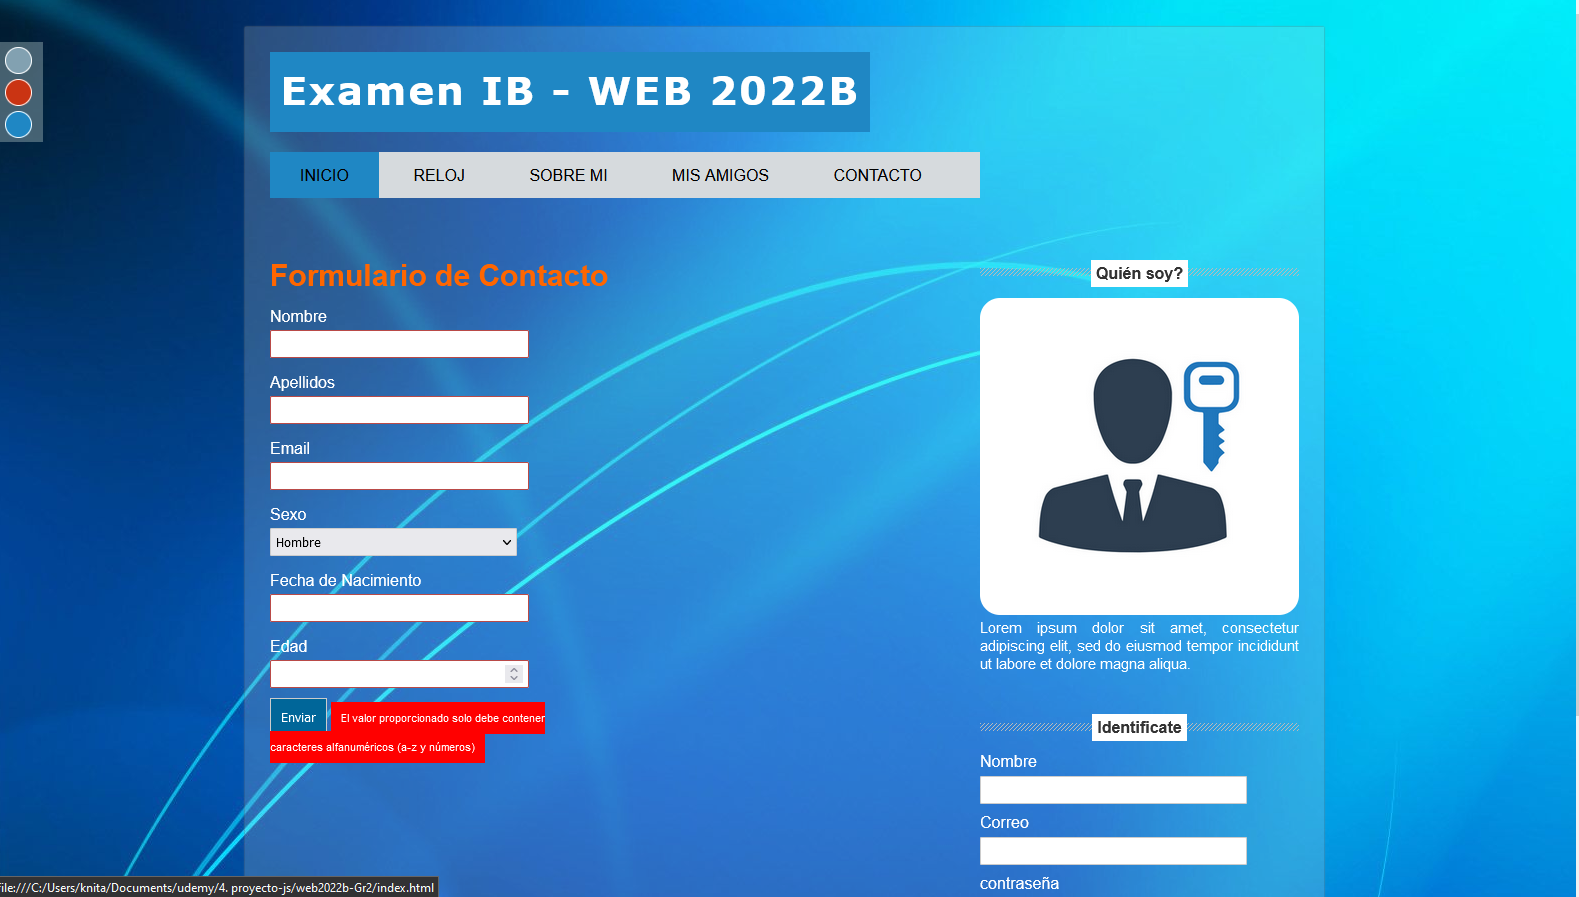 Examen IB - WEB 2022B
INICIO RELOJ SOBRE MI MIS AMIGOS CONTACTO
Formulario de Contacto
Nombre
Apellidos
Email
Sexo
Hombre
Fecha de Nacimiento
Edad
Enviar El valor proporcionado solo debe contener
caracteres alfanuméricos (a-z y números)
Quién soy?
Lorem ipsum dolor sit amet, consectetur
adipiscing elit, sed do eiusmod tempor incididunt
ut labore et dolore magna aliqua.
Identificate
Nombre
Correo
contraseña
file:///C:/Users/knita/Documents/udemy/4. proyecto-js/web2022b-Gr2/index.html